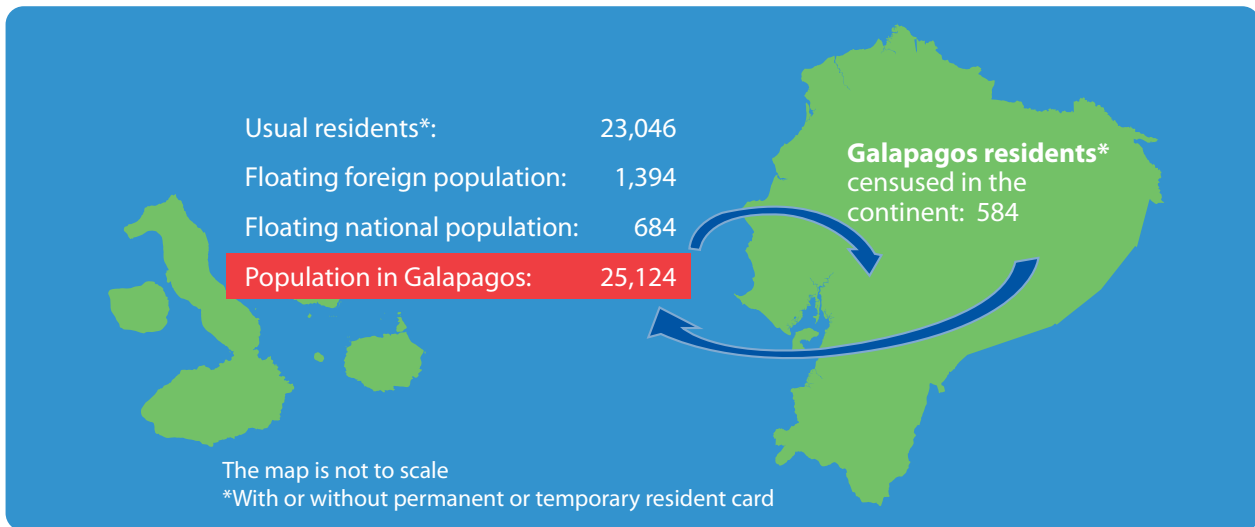 Usual residents*: 23,046
Floating foreign population: 1,394
Floating national population: 684
Population in Galapagos: 25,124
Galapagos residents*
censused in the
continent: 584
The map is not to scale
*With or without permanent or temporary resident card